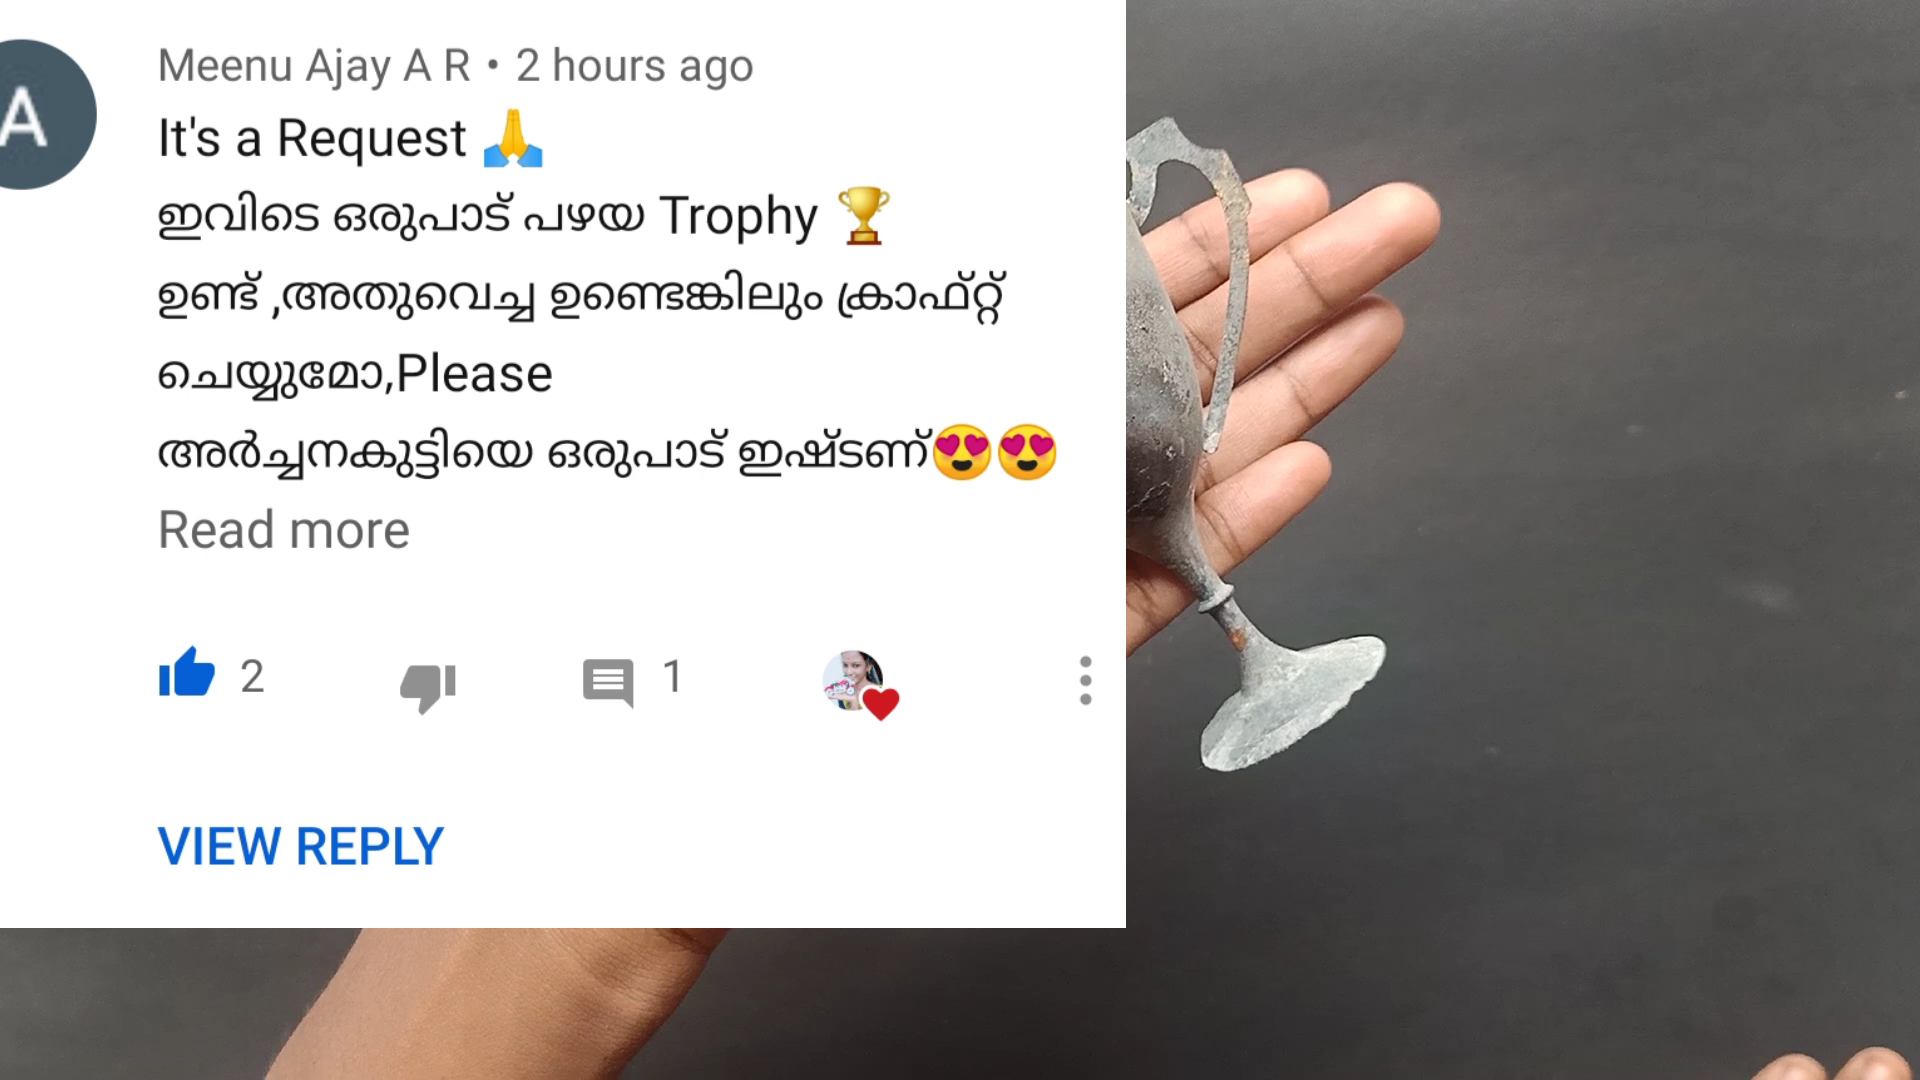 A
Meenu Ajay A R • 2 hours ago
It's a Request 🙏
ഇവിടെ ഒരുപാട് പഴയ Trophy 🏆
ഉണ്ട് ,അതുവെച്ച ഉണ്ടെങ്കിലും ക്രാഫ്റ്റ്
ചെയ്യുമോ,Please
അർച്ചനകുട്ടിയെ ഒരുപാട് ഇഷ്ടണ്😍😍
Read more
2 1
VIEW REPLY